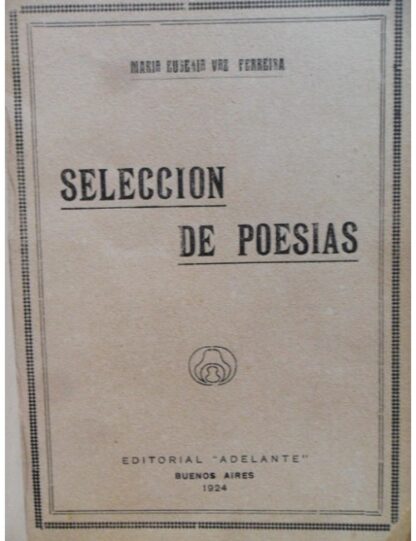 MARIA EUGENIA VAZ FERREIRA
SELECCION
DE POESIAS
EDITORIAL "ADELANTE"
BUENOS AIRES
1924